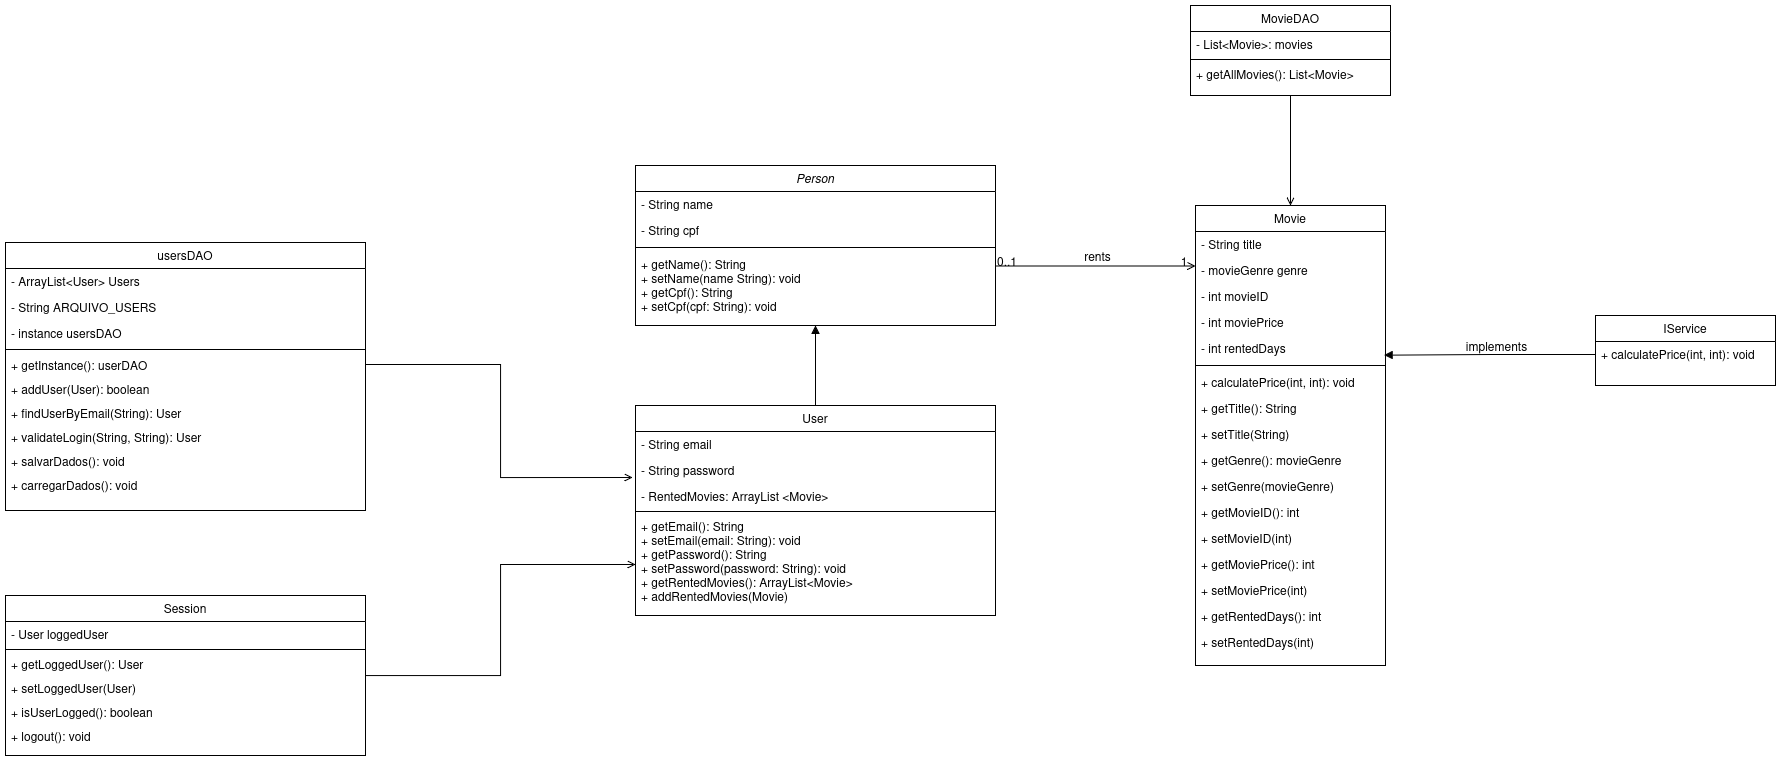 MovieDAO
- List<Movie>: movies
+ getAllMovies(): List<Movie>
Person
- String name
- String cpf
+ getName(): String
+ setName(name String): void
+ getCpf(): String
+ setCpf(cpf: String): void
0..1
rents
1
Movie
- String title
- movieGenre genre
- int movieID
- int moviePrice
- int rentedDays
+ calculatePrice(int, int): void
+ getTitle(): String
+ setTitle(String)
+ getGenre(): movieGenre
+ setGenre(movieGenre)
+ getMovieID(): int
+ setMovieID(int)
+ getMoviePrice(): int
+ setMoviePrice(int)
+ getRentedDays(): int
+ setRentedDays(int)
implements
IService
+ calculatePrice(int, int): void
usersDAO
- ArrayList<User> Users
- String ARQUIVO_USERS
- instance usersDAO
+ getInstance(): userDAO
+ addUser(User): boolean
+ findUserByEmail(String): User
+ validateLogin(String, String): User
+ salvarDados(): void
+ carregarDados(): void
User
- String email
- String password
- RentedMovies: ArrayList <Movie>
+ getEmail(): String
+ setEmail(email: String): void
+ getPassword(): String
+ setPassword(password: String): void
+ getRentedMovies(): ArrayList<Movie>
+ addRentedMovies(Movie)
Session
- User loggedUser
+ getLoggedUser(): User
+ setLoggedUser(User)
+ isUserLogged(): boolean
+ logout(): void